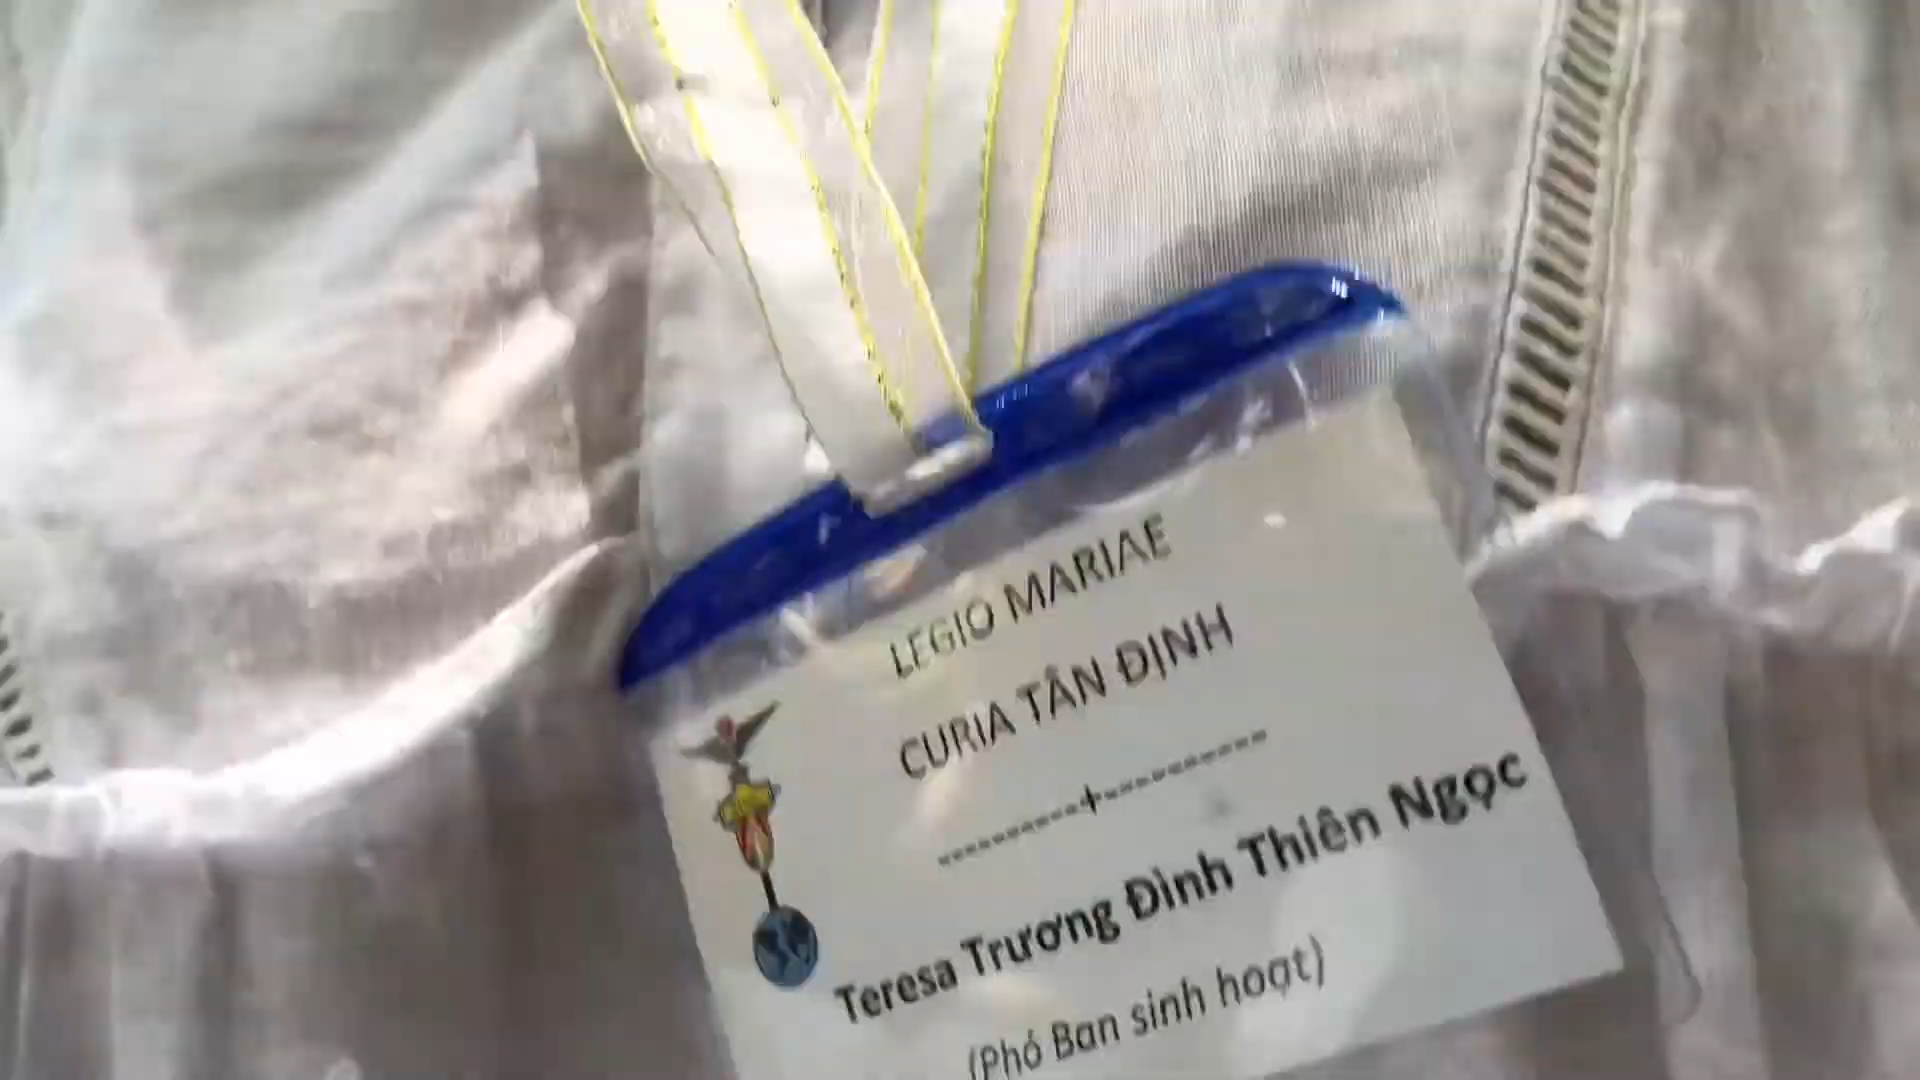 LEGIO MARIAE
CURIA TÂN ĐỊNH
----------+----------
Teresa Trương Đình Thiên Ngọc
(Phó Ban sinh hoạt)